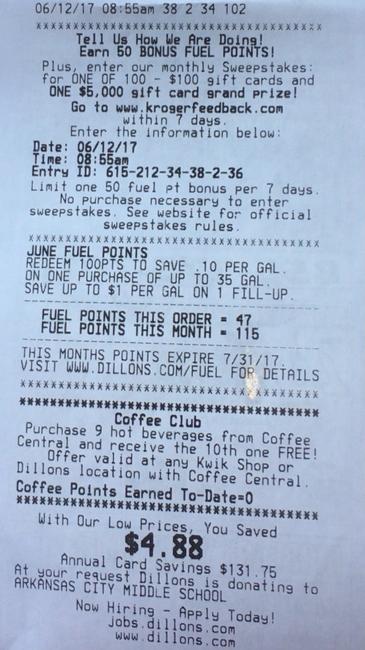 06/12/17 08:55am 38 2 34 102
xxxxxxxxxxxxxxxxxxxxxxxxxxxxxxxxxxxxxx
Tell Us How We Are Doing!
Earn 50 BONUS FUEL POINTS!
Plus, enter our monthly Sweepstakes:
for ONE OF 100 - $100 gift cards and
ONE $5,000 gift card grand prize!
Go to www.krogerfeedback.com
within 7 days.
Enter the information below:
Date: 06/12/17
Time: 08:55am
Entry ID: 615-212-34-38-2-36
Limit one 50 fuel pt bonus per 7 days.
No purchase necessary to enter
sweepstakes. See website for official
sweepstakes rules.
xxxxxxxxxxxxxxxxxxxxxxxxxxxxxxxxxxxxxx
JUNE FUEL POINTS
REDEEM 100PTS TO SAVE .10 PER GAL.
ON ONE PURCHASE OF UP TO 35 GAL.
SAVE UP TO $1 PER GAL ON 1 FILL-UP.
--------------------------------------
FUEL POINTS THIS ORDER = 47
FUEL POINTS THIS MONTH = 115
--------------------------------------
THIS MONTHS POINTS EXPIRE 7/31/17.
VISIT WWW.DILLONS.COM/FUEL FOR DETAILS
xxxxxxxxxxxxxxxxxxxxxxxxxxxxxxxxxxxxxx
**************************************
Coffee Club
Purchase 9 hot beverages from Coffee
Central and receive the 10th one FREE!
Offer valid at any Kwik Shop or
Dillons location with Coffee Central.
Coffee Points Earned To-Date=0
**************************************
With Our Low Prices, You Saved
$4.88
Annual Card Savings $131.75
At your request Dillons is donating to
ARKANSAS CITY MIDDLE SCHOOL
Now Hiring - Apply Today!
jobs.dillons.com
www.dillons.com